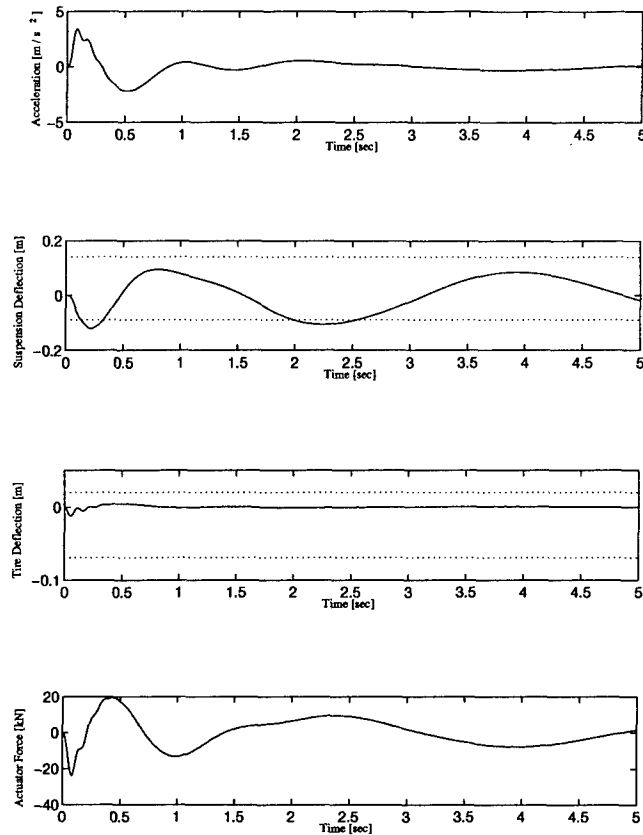 5
0
-5
Acceleration [m / s 2 ]
0 0.5 1 1.5 2 2.5 3 3.5 4 4.5 5
Time [sec]
0.2
0
-0.2
Suspension Deflection [m]
0 0.5 1 1.5 2 2.5 3 3.5 4 4.5 5
Time [sec]
0
-0.1
Tire Deflection [m]
0 0.5 1 1.5 2 2.5 3 3.5 4 4.5 5
Time [sec]
20
0
-20
-40
Actuator Force [kN]
0 0.5 1 1.5 2 2.5 3 3.5 4 4.5 5
Time [sec]